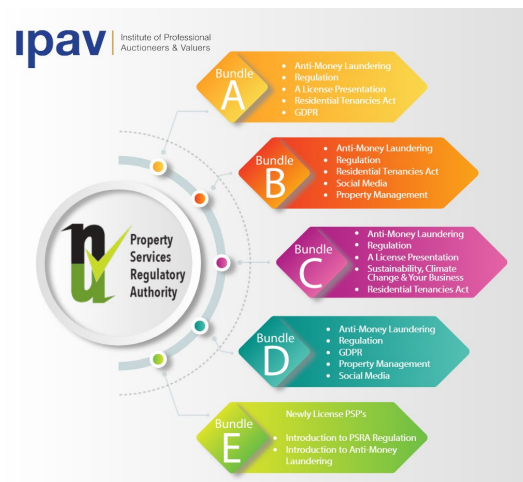 ipav
Institute of Professional
Auctioneers & Valuers
Bundle
A
• Anti-Money Laundering
• Regulation
• A License Presentation
• Residential Tenancies Act
• GDPR
Bundle
B
• Anti-Money Laundering
• Regulation
• Residential Tenancies Act
• Social Media
• Property Management
Property
Services
Regulatory
Authority
Bundle
C
• Anti-Money Laundering
• Regulation
• A License Presentation
• Sustainability, Climate
Change & Your Business
• Residential Tenancies Act
Bundle
D
• Anti-Money Laundering
• Regulation
• GDPR
• Property Management
• Social Media
Bundle
E
Newly License PSP's
• Introduction to PSRA Regulation
• Introduction to Anti-Money
Laundering